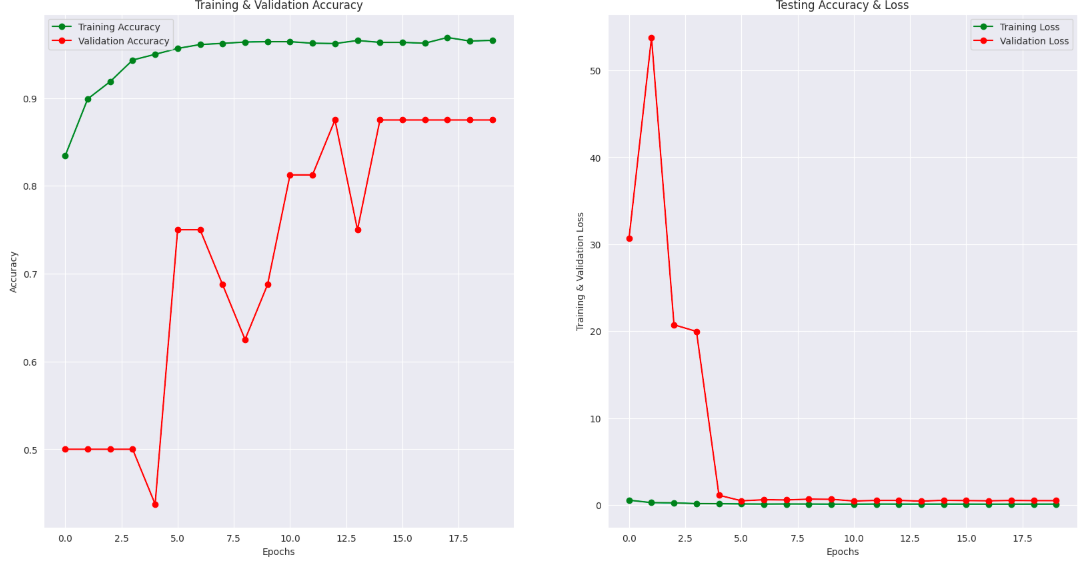 Training & Validation Accuracy
Training Accuracy
Validation Accuracy
0.9
0.8
0.7
0.6
0.5
Accuracy
0.0 2.5 5.0 7.5 10.0 12.5 15.0 17.5
Epochs
Testing Accuracy & Loss
Training Loss
Validation Loss
50
40
30
20
10
0
Training & Validation Loss
0.0 2.5 5.0 7.5 10.0 12.5 15.0 17.5
Epochs